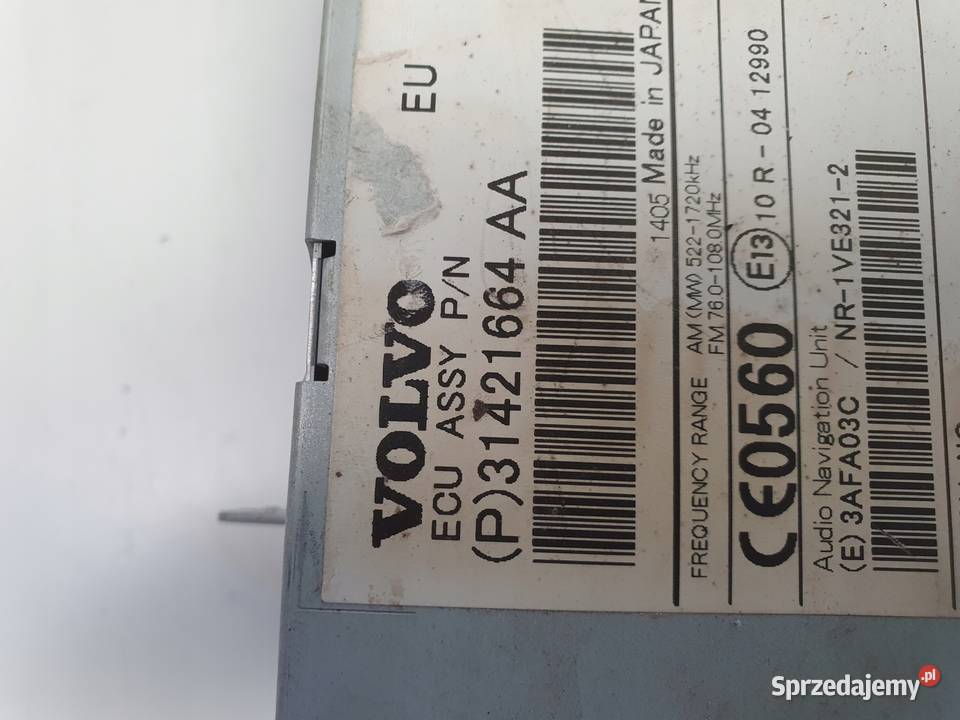 VOLVO EU
ECU ASSY P/N
(P)31421664 AA
1405 Made in JAPAN
FREQUENCY RANGE AM (MW) 522-1720kHz
FM 76.0-108.0MHz
CE0560 E13 10 R - 04 12990
Audio Navigation Unit
(E) 3AFA03C / NR-1VE321-2
Sprzedajemy.pl